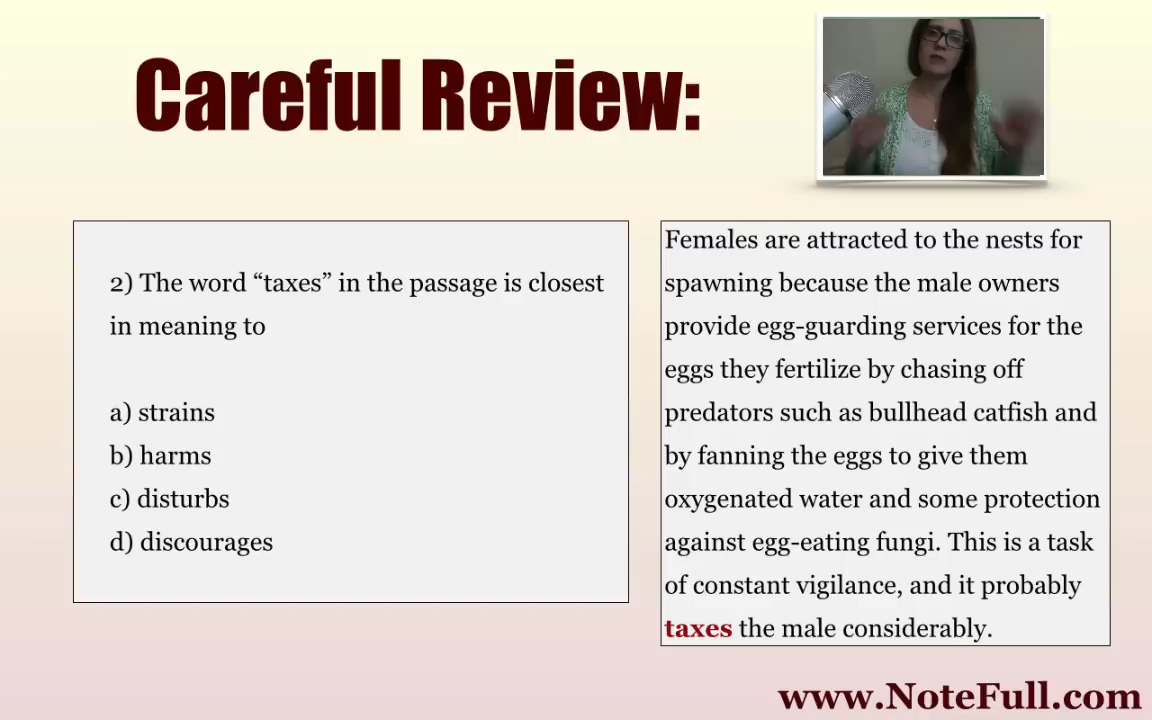 Careful Review:
2) The word “taxes” in the passage is closest
in meaning to
a) strains
b) harms
c) disturbs
d) discourages
Females are attracted to the nests for
spawning because the male owners
provide egg-guarding services for the
eggs they fertilize by chasing off
predators such as bullhead catfish and
by fanning the eggs to give them
oxygenated water and some protection
against egg-eating fungi. This is a task
of constant vigilance, and it probably
taxes the male considerably.
www.NoteFull.com